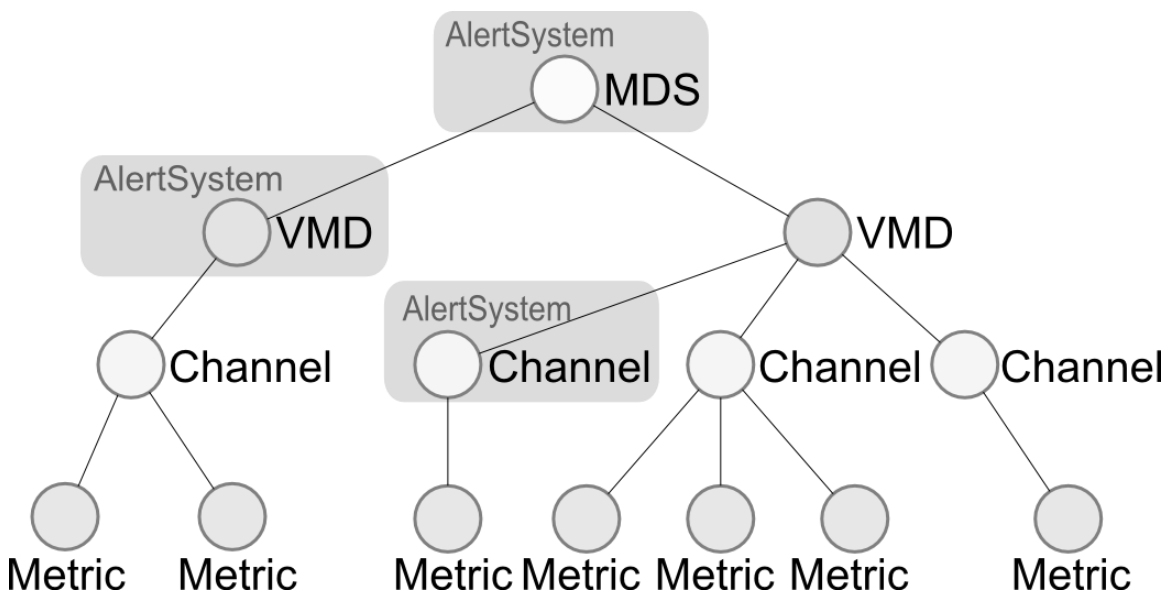 AlertSystem
MDS
AlertSystem
VMD
VMD
AlertSystem
Channel
Channel
Channel
Channel
Metric
Metric
Metric
Metric
Metric
Metric
Metric